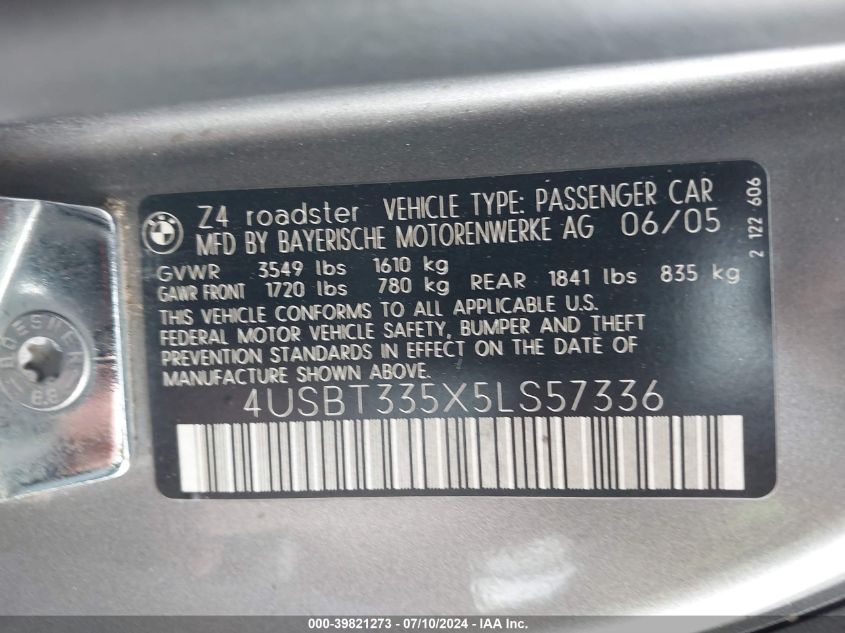 Z4 roadster VEHICLE TYPE: PASSENGER CAR
MFD BY BAYERISCHE MOTORENWERKE AG 06/05
GVWR 3549 lbs 1610 kg
GAWR FRONT 1720 lbs 780 kg REAR 1841 lbs 835 kg
THIS VEHICLE CONFORMS TO ALL APPLICABLE U.S.
FEDERAL MOTOR VEHICLE SAFETY, BUMPER AND THEFT
PREVENTION STANDARDS IN EFFECT ON THE DATE OF
MANUFACTURE SHOWN ABOVE.
4USBT335X5LS57336
2 122 606
BOESNER
8.8
000-39821273 - 07/10/2024 - IAA Inc.